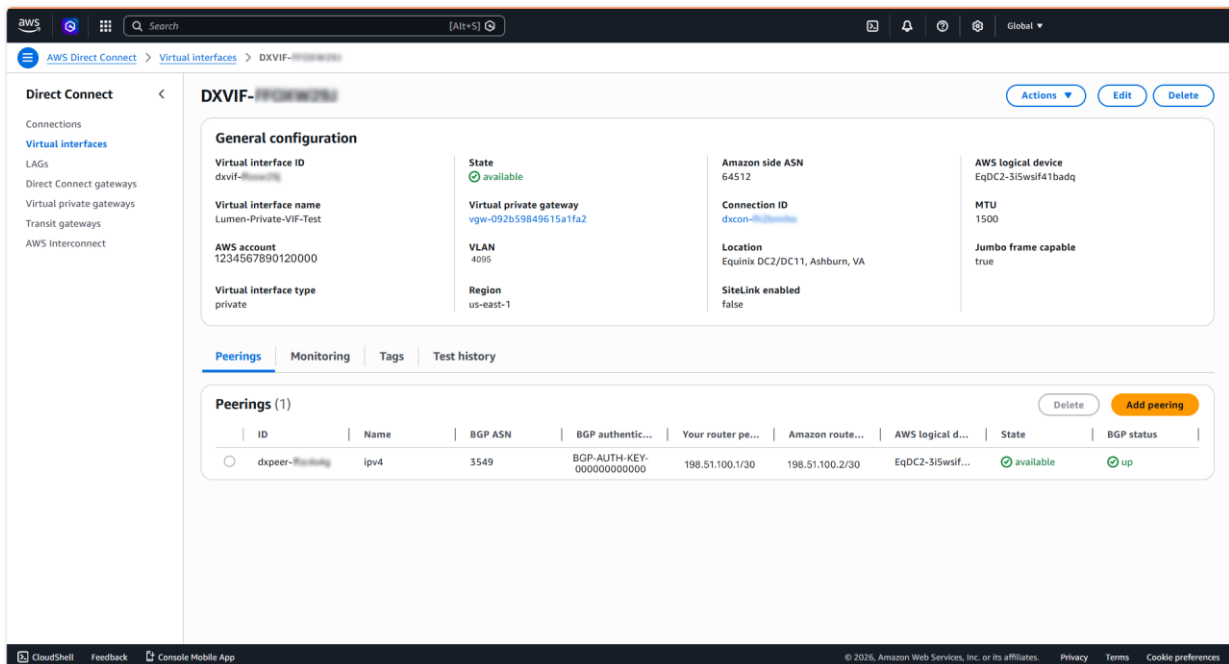 aws
Search [Alt+S]
Global
AWS Direct Connect > Virtual interfaces > DXVIF-
Direct Connect
Connections
Virtual interfaces
LAGs
Direct Connect gateways
Virtual private gateways
Transit gateways
AWS Interconnect
DXVIF-
Actions Edit Delete
General configuration
Virtual interface ID
dxvif-
Virtual interface name
Lumen-Private-VIF-Test
AWS account
1234567890120000
Virtual interface type
private
State
available
Virtual private gateway
vgw-092b59849615a1fa2
VLAN
4095
Region
us-east-1
Amazon side ASN
64512
Connection ID
dxcon-
Location
Equinix DC2/DC11, Ashburn, VA
SiteLink enabled
false
AWS logical device
EqDC2-3i5wsif41badq
MTU
1500
Jumbo frame capable
true
Peerings Monitoring Tags Test history
Peerings (1) Delete Add peering
ID Name BGP ASN BGP authentic... Your router pe... Amazon route... AWS logical d... State BGP status
dxpeer- ipv4 3549 BGP-AUTH-KEY-000000000000 198.51.100.1/30 198.51.100.2/30 EqDC2-3i5wsif... available up
CloudShell Feedback Console Mobile App © 2026, Amazon Web Services, Inc. or its affiliates. Privacy Terms Cookie preferences